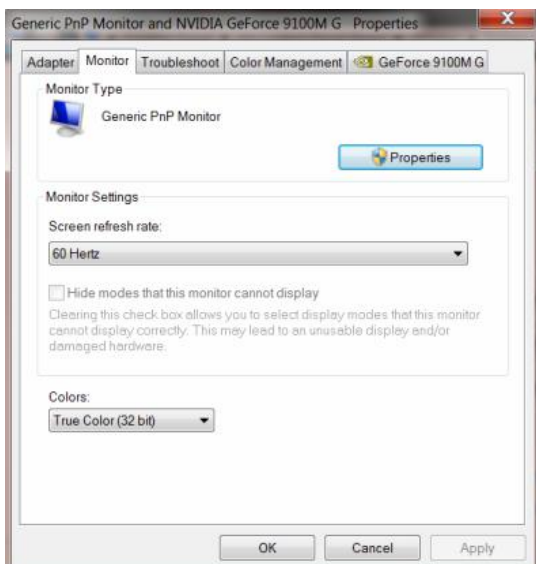 Generic PnP Monitor and NVIDIA GeForce 9100M G Properties
X
Adapter Monitor Troubleshoot Color Management GeForce 9100M G
Monitor Type
Generic PnP Monitor
Properties
Monitor Settings
Screen refresh rate:
60 Hertz
Hide modes that this monitor cannot display
Clearing this check box allows you to select display modes that this monitor
cannot display correctly. This may lead to an unusable display and/or
damaged hardware.
Colors:
True Color (32 bit)
OK Cancel Apply